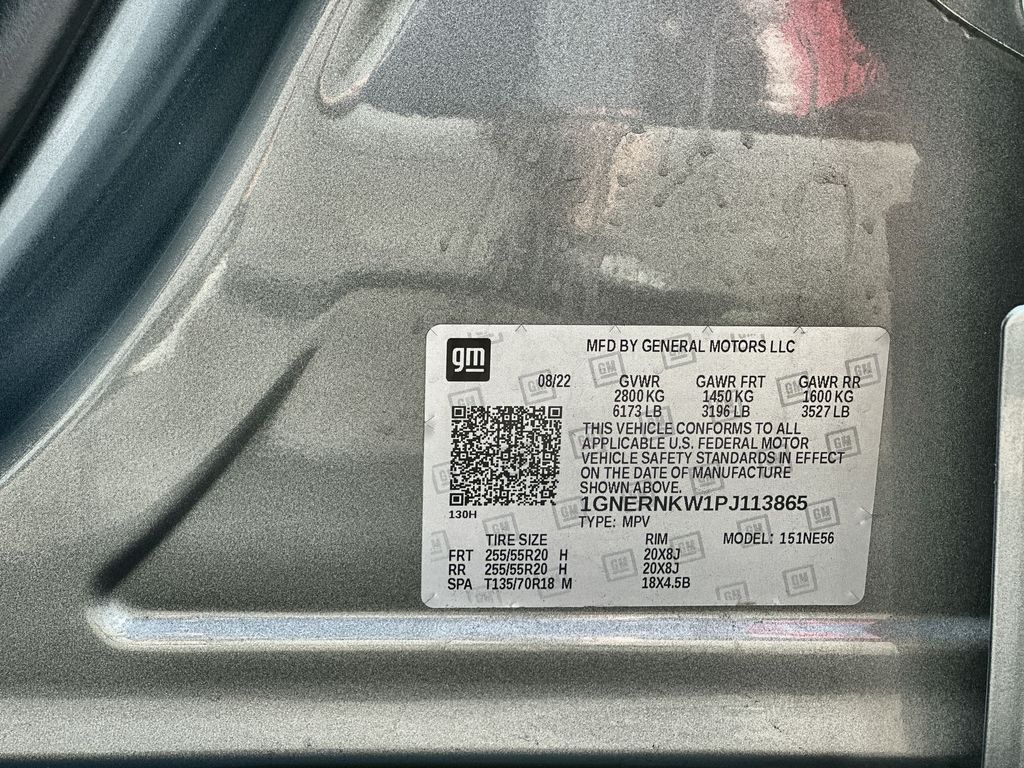 gm
MFD BY GENERAL MOTORS LLC
08/22 GVWR GAWR FRT GAWR RR
2800 KG 1450 KG 1600 KG
6173 LB 3196 LB 3527 LB
THIS VEHICLE CONFORMS TO ALL
APPLICABLE U.S. FEDERAL MOTOR
VEHICLE SAFETY STANDARDS IN EFFECT
ON THE DATE OF MANUFACTURE
SHOWN ABOVE.
1GNERNKW1PJ113865
130H
TYPE: MPV
TIRE SIZE RIM MODEL: 151NE56
FRT 255/55R20 H 20X8J
RR 255/55R20 H 20X8J
SPA T135/70R18 M 18X4.5B